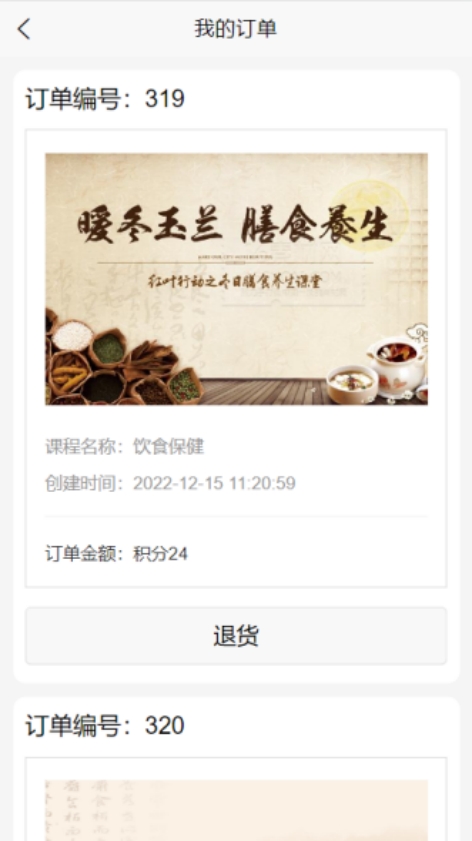 我的订单
订单编号：319
暖冬玉兰 膳食養生
红叶行动之冬日膳食养生课堂
课程名称：饮食保健
创建时间：2022-12-15 11:20:59
订单金额：积分24
退货
订单编号：320